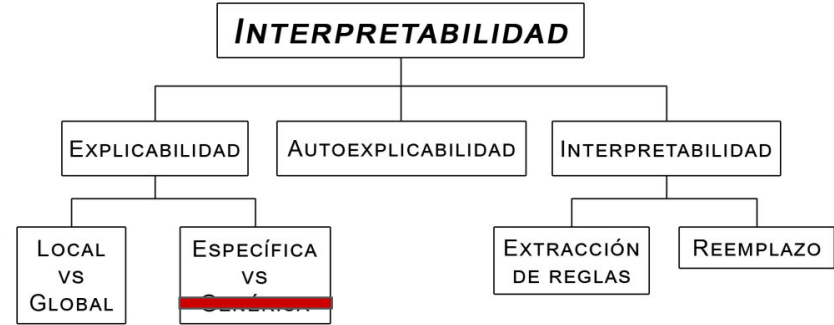 INTERPRETABILIDAD
EXPLICABILIDAD
AUTOEXPLICABILIDAD
INTERPRETABILIDAD
LOCAL
VS
GLOBAL
ESPECÍFICA
VS
EXTRACCIÓN
DE REGLAS
REEMPLAZO